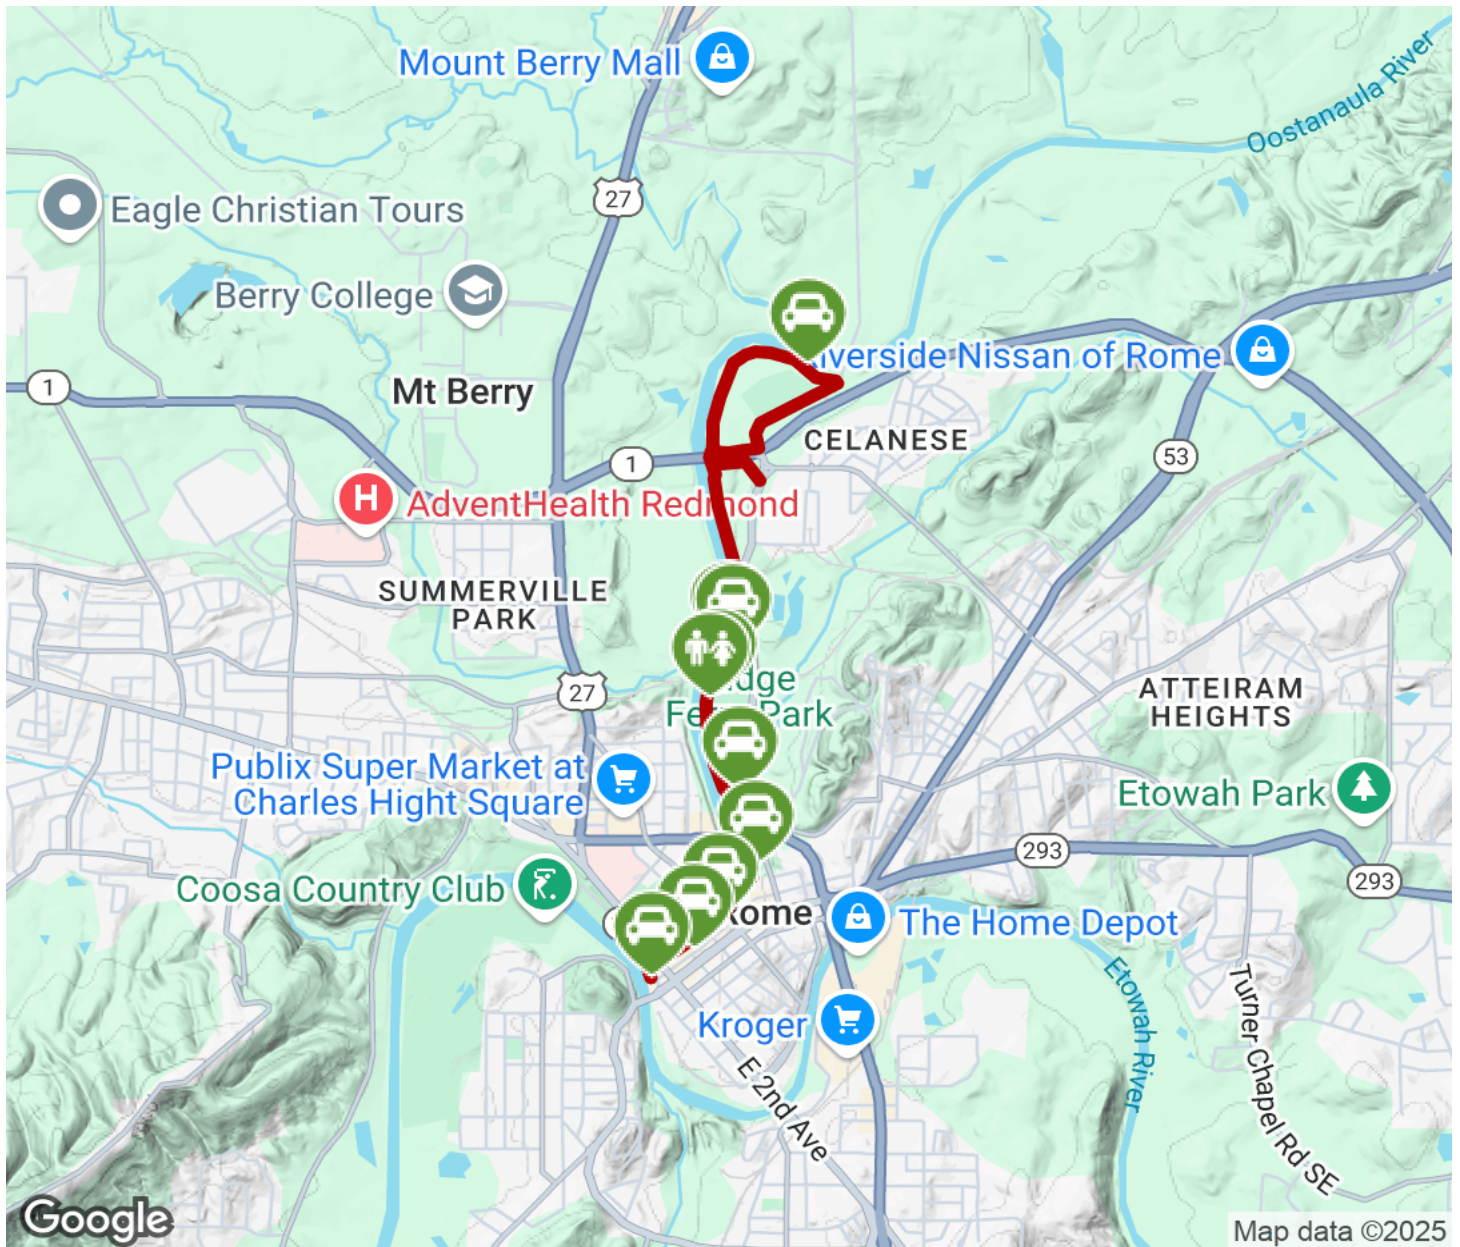 Mount Berry Mall
Oostanaula River
27
Eagle Christian Tours
Berry College
Riverside Nissan of Rome
1
Mt Berry
CELANESE
1
53
AdventHealth Redmond
SUMMERVILLE
PARK
27
idge
Fe Park
ATTEIRAM
HEIGHTS
Publix Super Market at
Charles Hight Square
Etowah Park
293
293
Coosa Country Club
Rome
The Home Depot
Kroger
Etowah River
Turner Chapel Rd SE
E 2nd Ave
Google
Map data ©2025